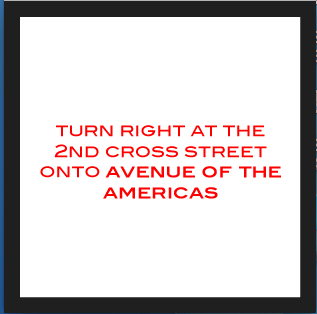 TURN RIGHT AT THE
2ND CROSS STREET
ONTO AVENUE OF THE
AMERICAS